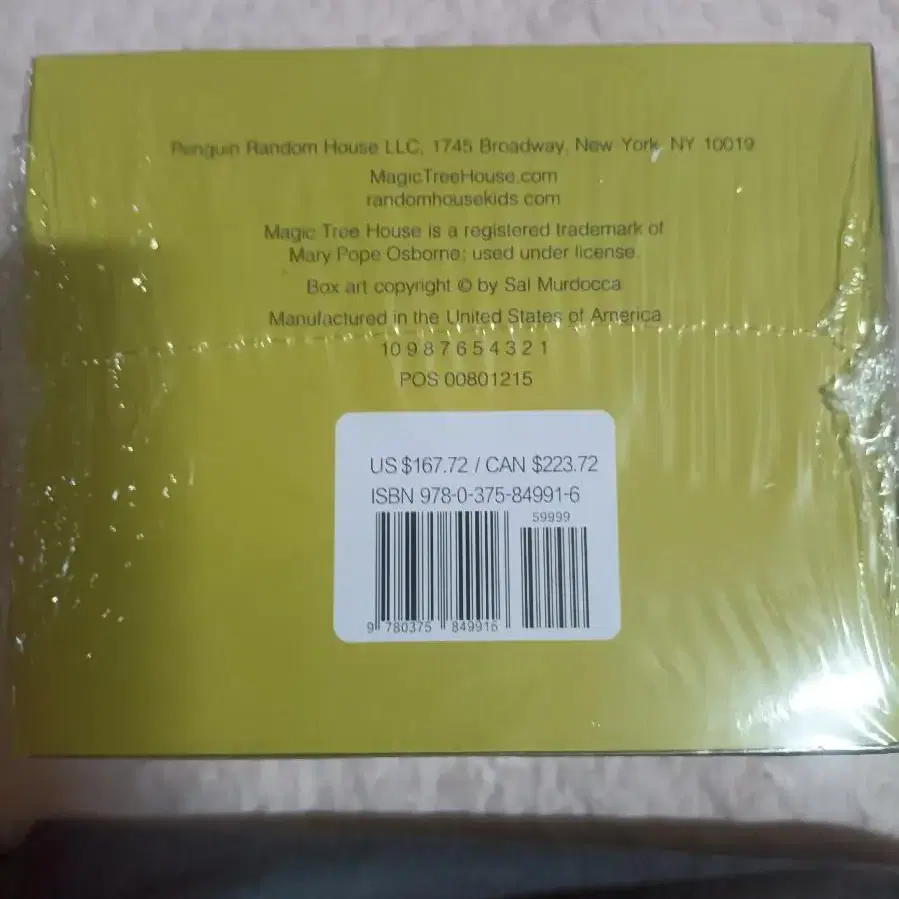 Penguin Random House LLC, 1745 Broadway, New York, NY 10019
MagicTreeHouse.com
randomhousekids.com
Magic Tree House is a registered trademark of
Mary Pope Osborne; used under license.
Box art copyright © by Sal Murdocca
Manufactured in the United States of America
10 9 8 7 6 5 4 3 2 1
POS 00801215
US $167.72 / CAN $223.72
ISBN 978-0-375-84991-6
59999
9 780375 849916